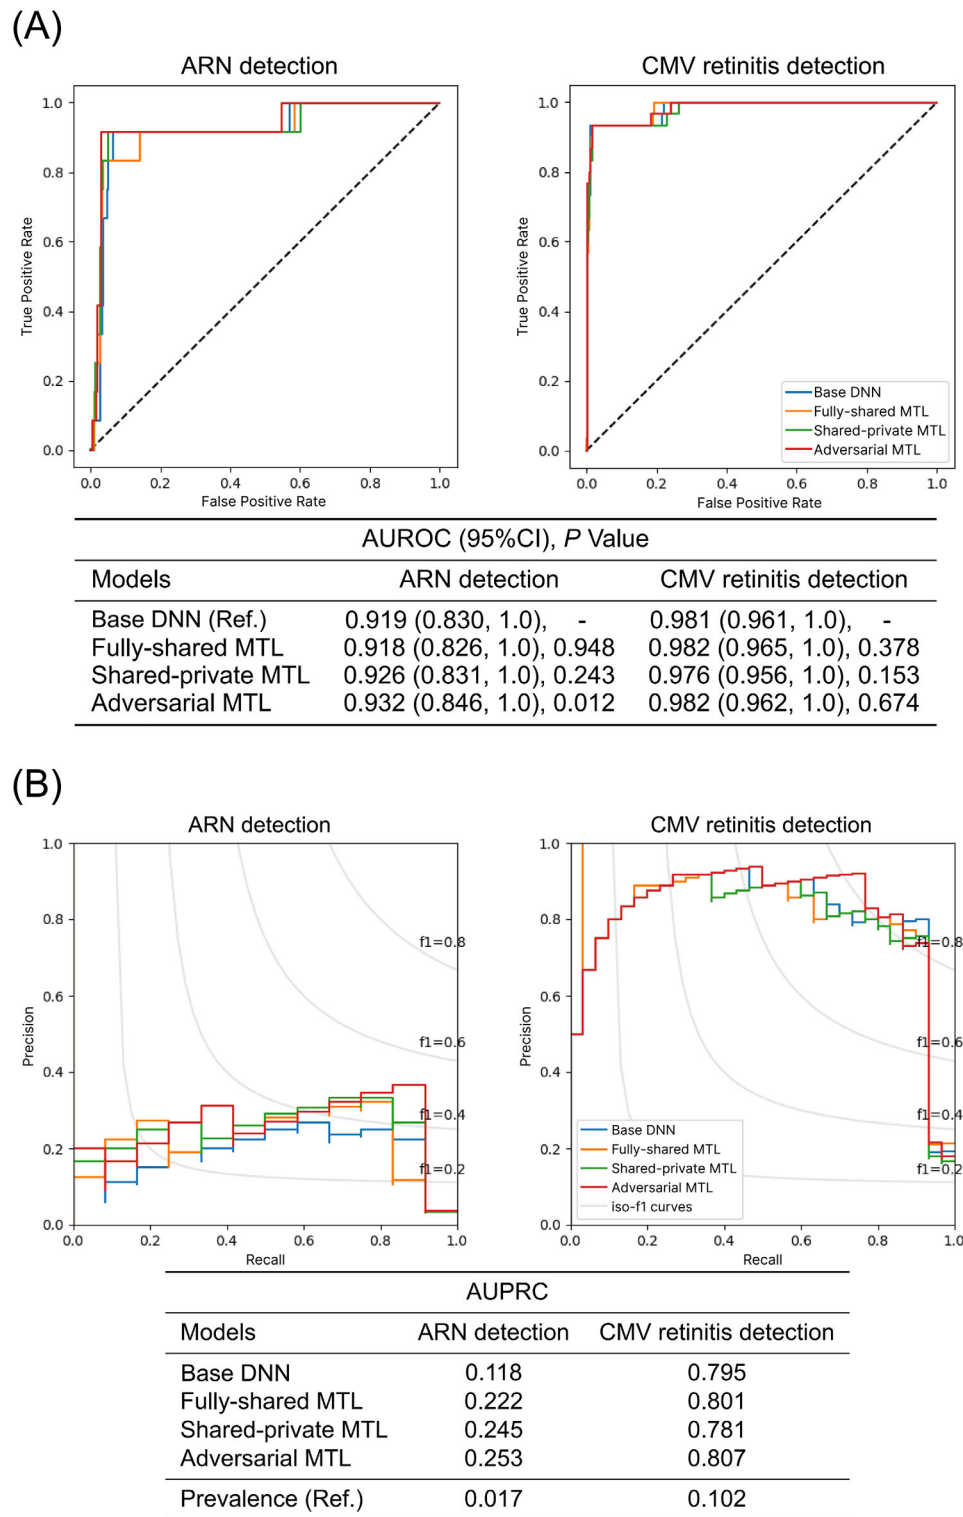 (A)
ARN detection
CMV retinitis detection
1.0
0.8
0.6
0.4
0.2
0.0
True Positive Rate
0.0 0.2 0.4 0.6 0.8 1.0
False Positive Rate
1.0
0.8
0.6
0.4
0.2
0.0
True Positive Rate
Base DNN
Fully-shared MTL
Shared-private MTL
Adversarial MTL
0.0 0.2 0.4 0.6 0.8 1.0
False Positive Rate
AUROC (95%CI), P Value
Models ARN detection CMV retinitis detection
Base DNN (Ref.) 0.919 (0.830, 1.0), - 0.981 (0.961, 1.0), -
Fully-shared MTL 0.918 (0.826, 1.0), 0.948 0.982 (0.965, 1.0), 0.378
Shared-private MTL 0.926 (0.831, 1.0), 0.243 0.976 (0.956, 1.0), 0.153
Adversarial MTL 0.932 (0.846, 1.0), 0.012 0.982 (0.962, 1.0), 0.674
(B)
ARN detection
CMV retinitis detection
1.0
0.8
0.6
0.4
0.2
0.0
Precision
f1=0.8
f1=0.6
f1=0.4
f1=0.2
0.0 0.2 0.4 0.6 0.8 1.0
Recall
1.0
0.8
0.6
0.4
0.2
0.0
Precision
f1=0.8
f1=0.6
f1=0.4
f1=0.2
Base DNN
Fully-shared MTL
Shared-private MTL
Adversarial MTL
iso-f1 curves
0.0 0.2 0.4 0.6 0.8 1.0
Recall
AUPRC
Models ARN detection CMV retinitis detection
Base DNN 0.118 0.795
Fully-shared MTL 0.222 0.801
Shared-private MTL 0.245 0.781
Adversarial MTL 0.253 0.807
Prevalence (Ref.) 0.017 0.102